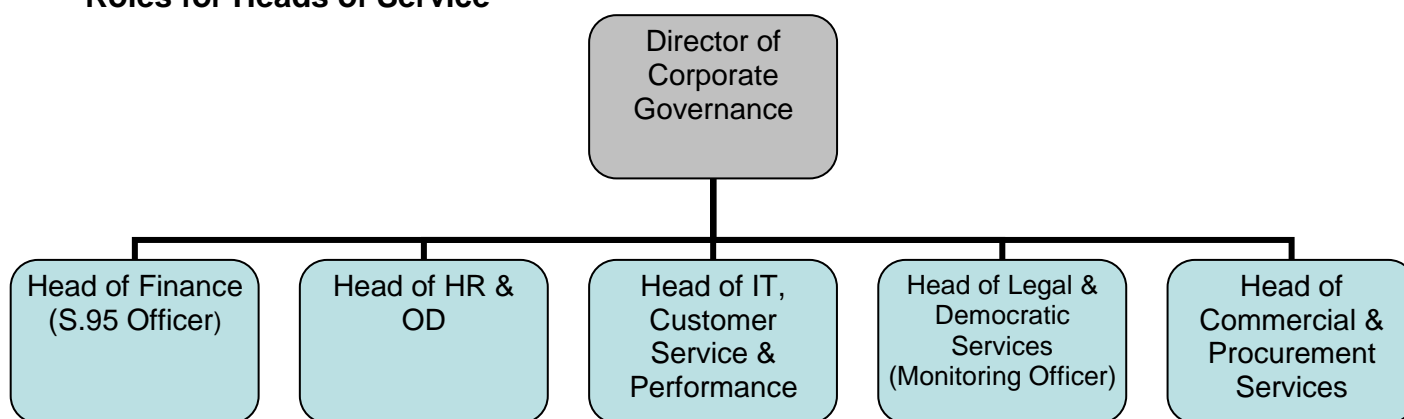 Roles for Heads of Service
Director of
Corporate
Governance
Head of Finance
(S.95 Officer)
Head of HR &
OD
Head of IT,
Customer
Service &
Performance
Head of Legal &
Democratic
Services
(Monitoring Officer)
Head of
Commercial &
Procurement
Services